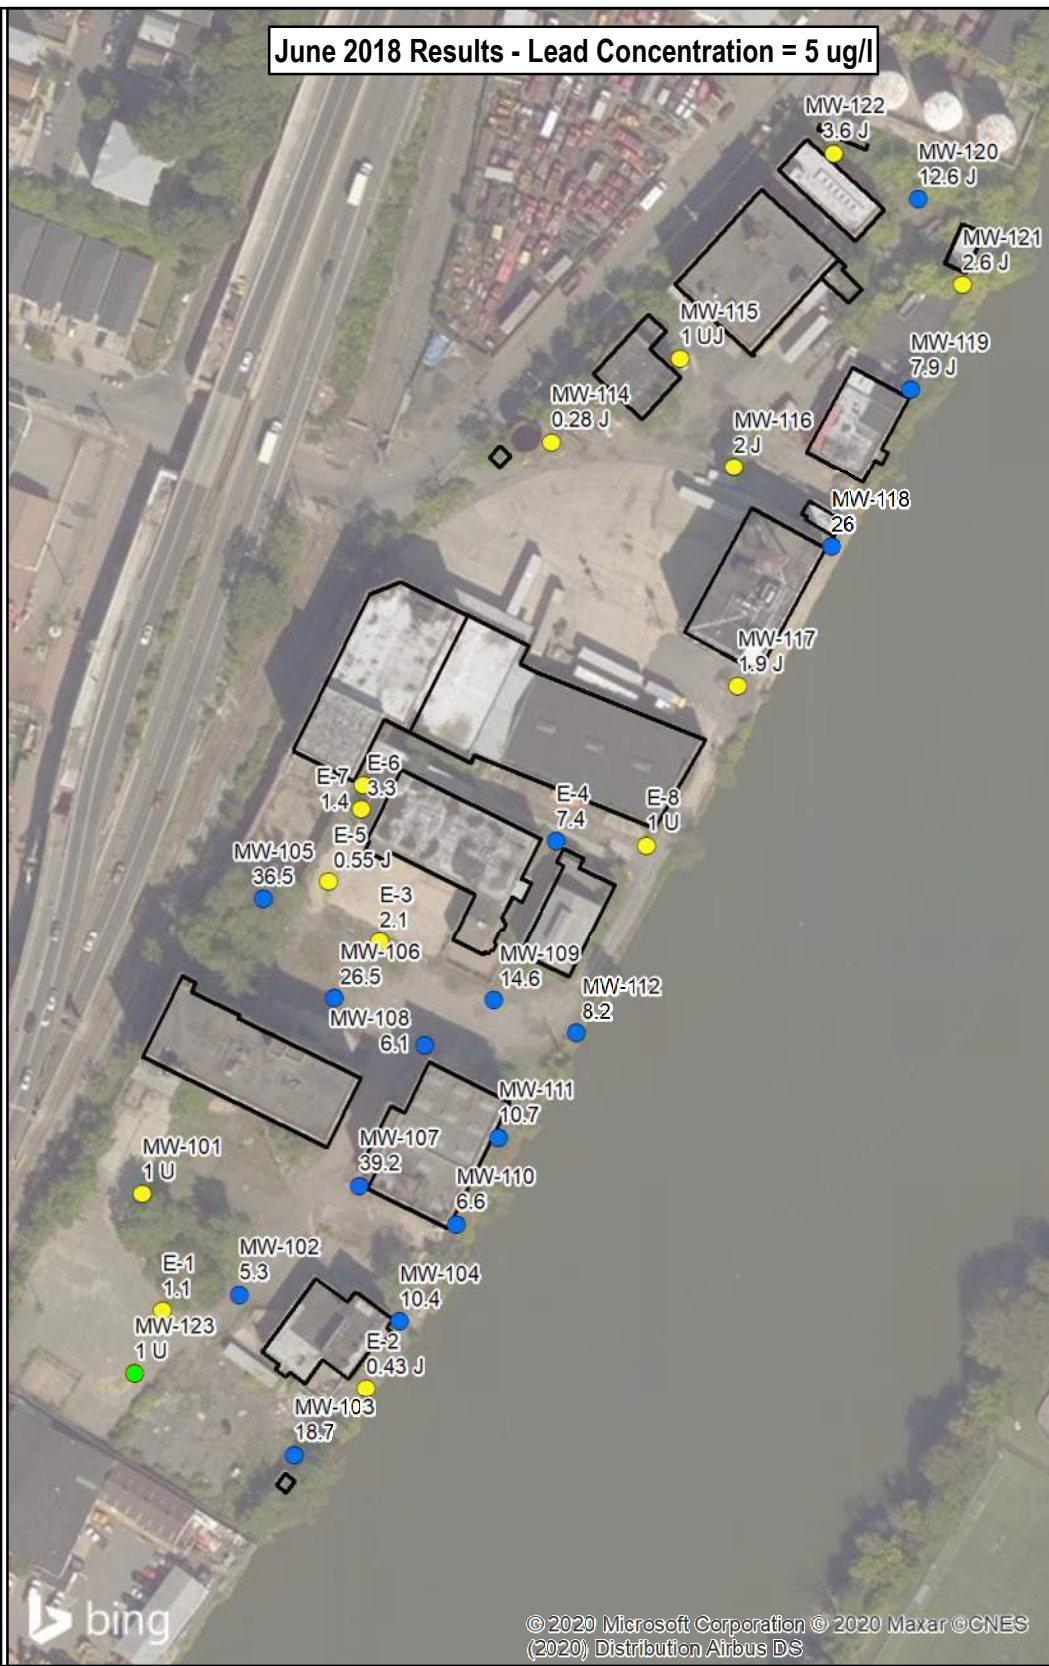 June 2018 Results - Lead Concentration = 5 ug/l
MW-122
3.6 J
MW-120
12.6 J
MW-121
2.6 J
MW-115
1 UJ
MW-119
7.9 J
MW-114
0.28 J
MW-116
2 J
MW-118
26
MW-117
1.9 J
E-6
3.3
E-7
1.4
E-4
7.4
E-8
1 U
E-5
0.55 J
MW-105
36.5
E-3
2.1
MW-106
26.5
MW-109
14.6
MW-112
8.2
MW-108
6.1
MW-111
10.7
MW-107
39.2
MW-101
1 U
MW-110
6.6
MW-102
5.3
E-1
1.1
MW-104
10.4
MW-123
1 U
E-2
0.43 J
MW-103
18.7
bing
© 2020 Microsoft Corporation © 2020 Maxar ©CNES
(2020) Distribution Airbus DS